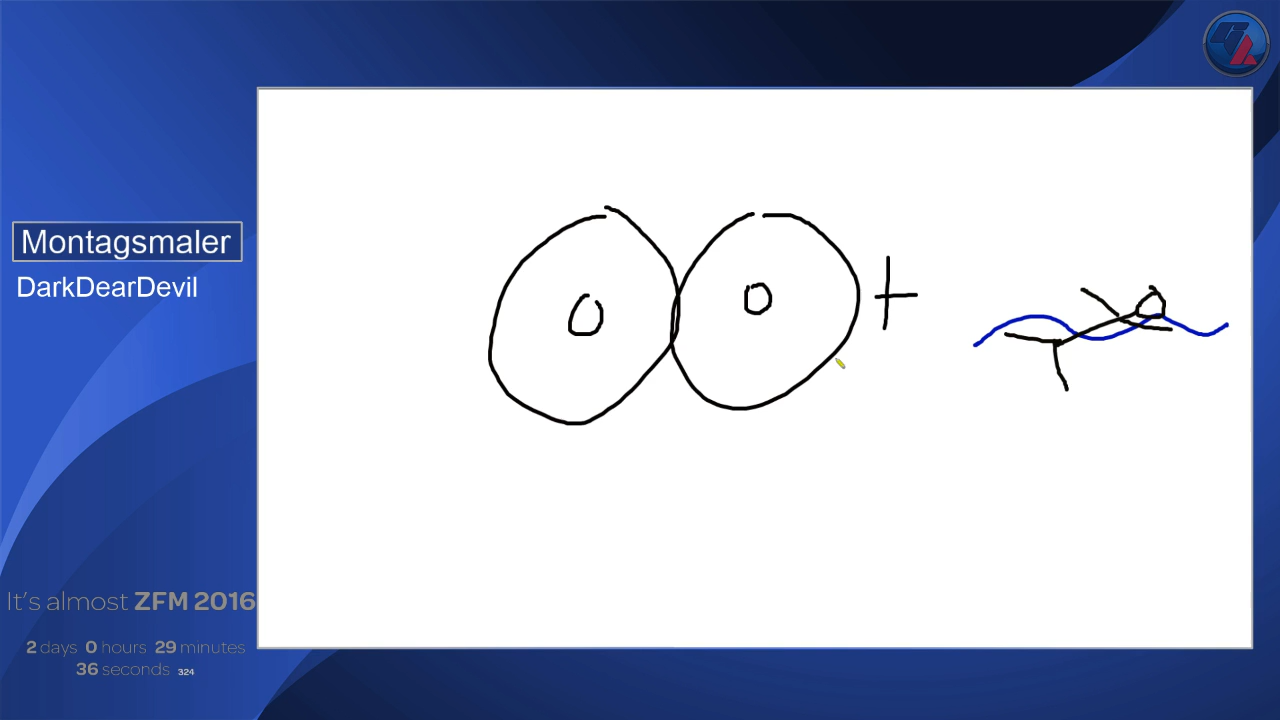 Montagsmaler
DarkDearDevil
It's almost ZFM 2016
2 days 0 hours 29 minutes
36 seconds 324